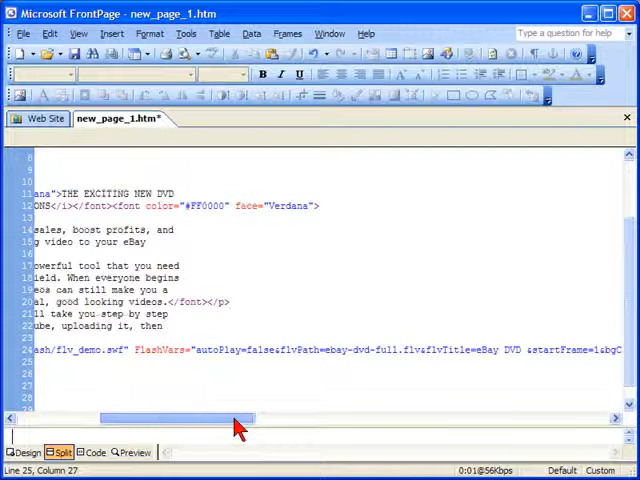 Microsoft FrontPage - new_page_1.htm
File Edit View Insert Format Tools Table Data Frames Window Help
Type a question for help
B I U
Web Site new_page_1.htm*
8
9
10
11 ana">THE EXCITING NEW DVD
12 ONS</i></font><font color="#FF0000" face="Verdana">
13
14 sales, boost profits, and
15 g video to your eBay
16
17 owerful tool that you need
18 ield. When everyone begins
19 eos can still make you a
20 al, good looking videos.</font></p>
21 ll take you step by step
22 ube, uploading it, then
23
24 ash/flv_demo.swf" FlashVars="autoPlay=false&flvPath=ebay-dvd-full.flv&flvTitle=eBay DVD &startFrame=1&bgC
25
26
27
28
29
Design Split Code Preview
Line 25, Column 27
0:01@56Kbps Default Custom